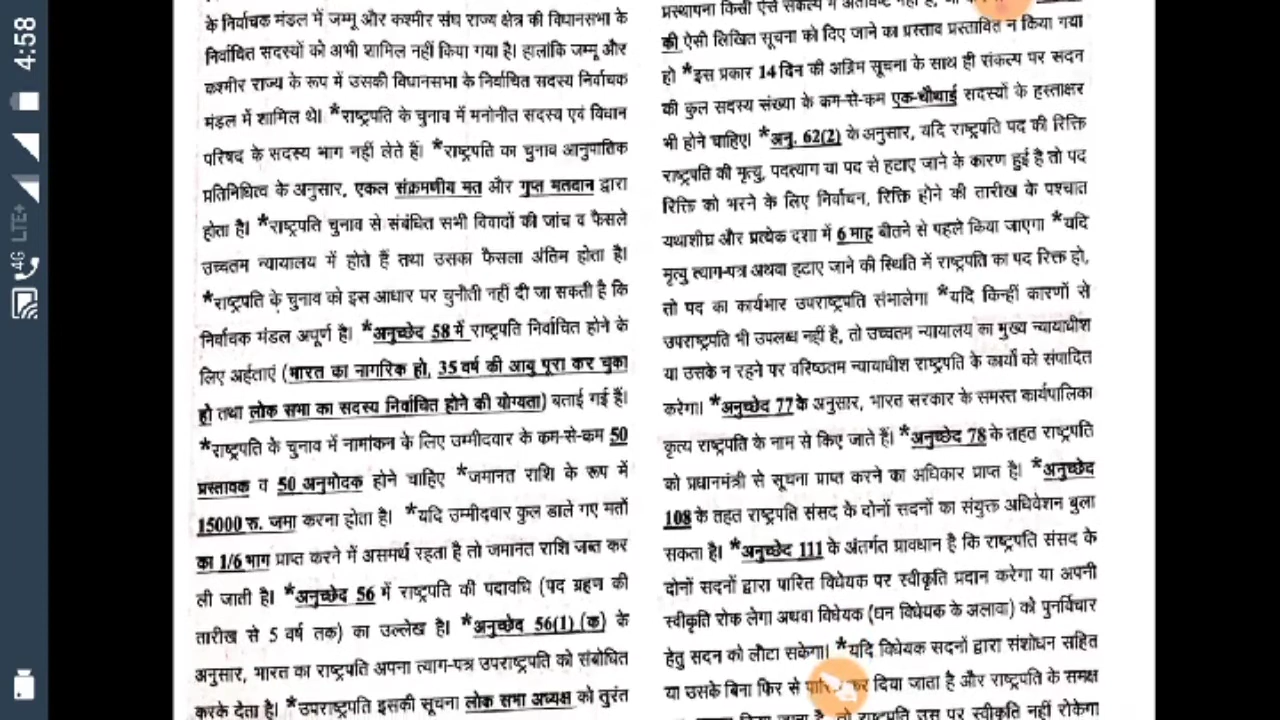 4:58
4G LTE+
के निर्वाचक मंडल में जम्मू और कश्मीर संघ राज्य क्षेत्र की विधानसभा के
निर्वाचित सदस्यों को अभी शामिल नहीं किया गया है। हालांकि जम्मू और
कश्मीर राज्य के रूप में उसकी विधानसभा के निर्वाचित सदस्य निर्वाचक
मंडल में शामिल थे। *राष्ट्रपति के चुनाव में मनोनीत सदस्य एवं विधान
परिषद के सदस्य भाग नहीं लेते हैं। *राष्ट्रपति का चुनाव आनुपातिक
प्रतिनिधित्व के अनुसार, एकल संक्रमणीय मत और गुप्त मतदान द्वारा
होता है। *राष्ट्रपति चुनाव से संबंधित सभी विवादों की जांच व फैसले
उच्चतम न्यायालय में होते हैं तथा उसका फैसला अंतिम होता है।
*राष्ट्रपति के चुनाव को इस आधार पर चुनौती नहीं दी जा सकती है कि
निर्वाचक मंडल अपूर्ण है। *अनुच्छेद 58 में राष्ट्रपति निर्वाचित होने के
लिए अर्हताएं (भारत का नागरिक हो, 35 वर्ष की आयु पूरा कर चुका
हो तथा लोक सभा का सदस्य निर्वाचित होने की योग्यता) बताई गई हैं।
*राष्ट्रपति के चुनाव में नामांकन के लिए उम्मीदवार के कम-से-कम 50
प्रस्तावक व 50 अनुमोदक होने चाहिए *जमानत राशि के रूप में
15000 रु. जमा करना होता है। *यदि उम्मीदवार कुल डाले गए मतों
का 1/6 भाग प्राप्त करने में असमर्थ रहता है तो जमानत राशि जब्त कर
ली जाती है। *अनुच्छेद 56 में राष्ट्रपति की पदावधि (पद ग्रहण की
तारीख से 5 वर्ष तक) का उल्लेख है। *अनुच्छेद 56(1) (क) के
अनुसार, भारत का राष्ट्रपति अपना त्याग-पत्र उपराष्ट्रपति को संबोधित
करके देता है। *उपराष्ट्रपति इसकी सूचना लोक सभा अध्यक्ष को तुरंत
प्रस्थापना किसी ऐसे संकल्प में
की ऐसी लिखित सूचना को दिए जाने का प्रस्ताव प्रस्तावित न किया गया
हो *इस प्रकार 14 दिन की अग्रिम सूचना के साथ ही संकल्प पर सदन
की कुल सदस्य संख्या के कम-से-कम एक-चौथाई सदस्यों के हस्ताक्षर
भी होने चाहिए। *अनु. 62(2) के अनुसार, यदि राष्ट्रपति पद की रिक्ति
राष्ट्रपति की मृत्यु, पदत्याग या पद से हटाए जाने के कारण हुई है तो पद
रिक्ति को भरने के लिए निर्वाचन, रिक्ति होने की तारीख के पश्चात
यथाशीघ्र और प्रत्येक दशा में 6 माह बीतने से पहले किया जाएगा *यदि
मृत्यु त्याग-पत्र अथवा हटाए जाने की स्थिति में राष्ट्रपति का पद रिक्त हो,
तो पद का कार्यभार उपराष्ट्रपति संभालेगा *यदि किन्हीं कारणों से
उपराष्ट्रपति भी उपलब्ध नहीं है, तो उच्चतम न्यायालय का मुख्य न्यायाधीश
या उसके न रहने पर वरिष्ठतम न्यायाधीश राष्ट्रपति के कार्यों को संपादित
करेगा। *अनुच्छेद 77 के अनुसार, भारत सरकार के समस्त कार्यपालिका
कृत्य राष्ट्रपति के नाम से किए जाते हैं। *अनुच्छेद 78 के तहत राष्ट्रपति
को प्रधानमंत्री से सूचना प्राप्त करने का अधिकार प्राप्त है। *अनुच्छेद
108 के तहत राष्ट्रपति संसद के दोनों सदनों का संयुक्त अधिवेशन बुला
सकता है। *अनुच्छेद 111 के अंतर्गत प्रावधान है कि राष्ट्रपति संसद के
दोनों सदनों द्वारा पारित विधेयक पर स्वीकृति प्रदान करेगा या अपनी
स्वीकृति रोक लेगा अथवा विधेयक (धन विधेयक के अलावा) को पुनर्विचार
हेतु सदन को लौटा सकेगा। *यदि विधेयक सदनों द्वारा संशोधन सहित
या उसके बिना फिर से कर दिया जाता है और राष्ट्रपति के समक्ष
तो राष्ट्रपति उस पर स्वीकृति नहीं रोकेगा